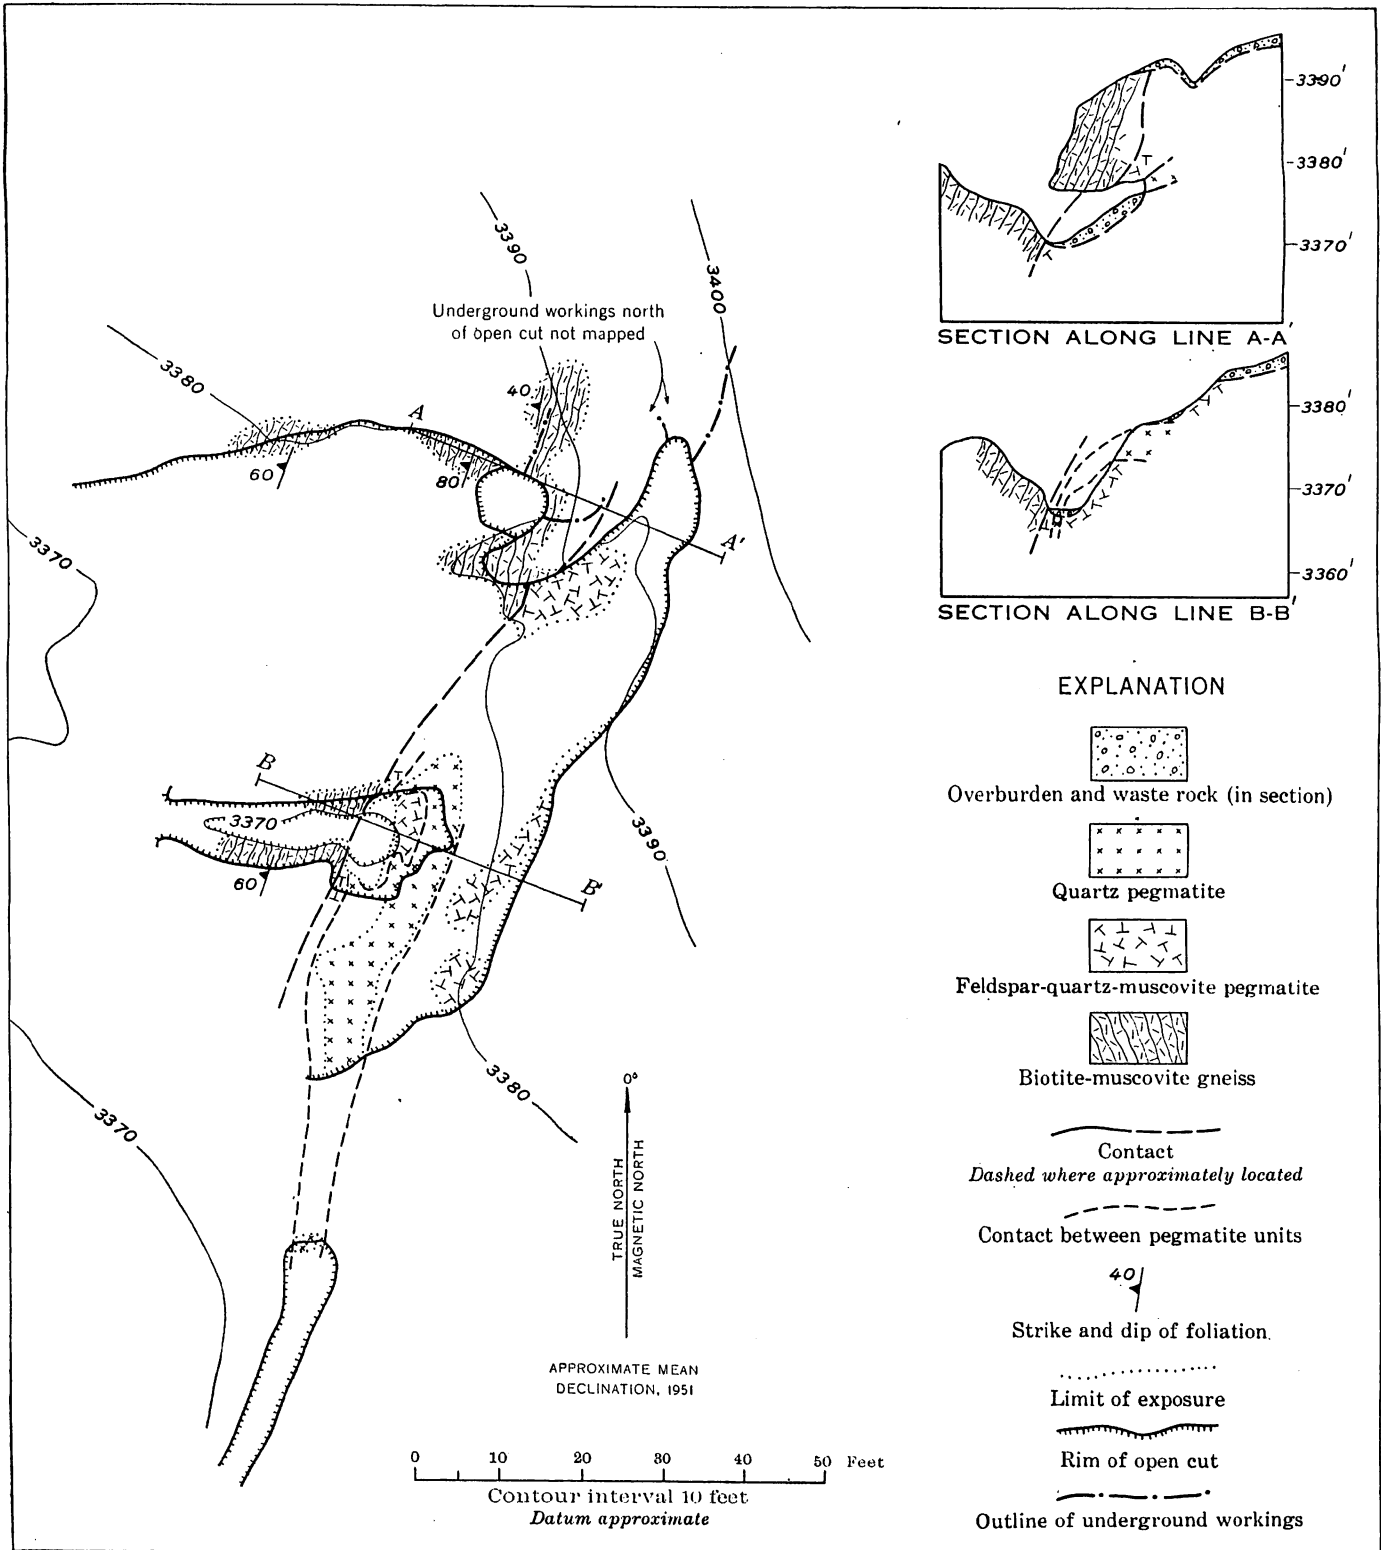 3390
3400
Underground workings north
of open cut not mapped
3380
40
A
60
80
A'
3370
B
3370
60
B'
3390
3380
3370
0°
TRUE NORTH
MAGNETIC NORTH
APPROXIMATE MEAN
DECLINATION, 1951
0 10 20 30 40 50 Feet
Contour interval 10 feet
Datum approximate
3390'
3380'
3370'
SECTION ALONG LINE A-A'
3380'
3370'
3360'
SECTION ALONG LINE B-B'
EXPLANATION
Overburden and waste rock (in section)
Quartz pegmatite
Feldspar-quartz-muscovite pegmatite
Biotite-muscovite gneiss
Contact
Dashed where approximately located
Contact between pegmatite units
40
Strike and dip of foliation
Limit of exposure
Rim of open cut
Outline of underground workings